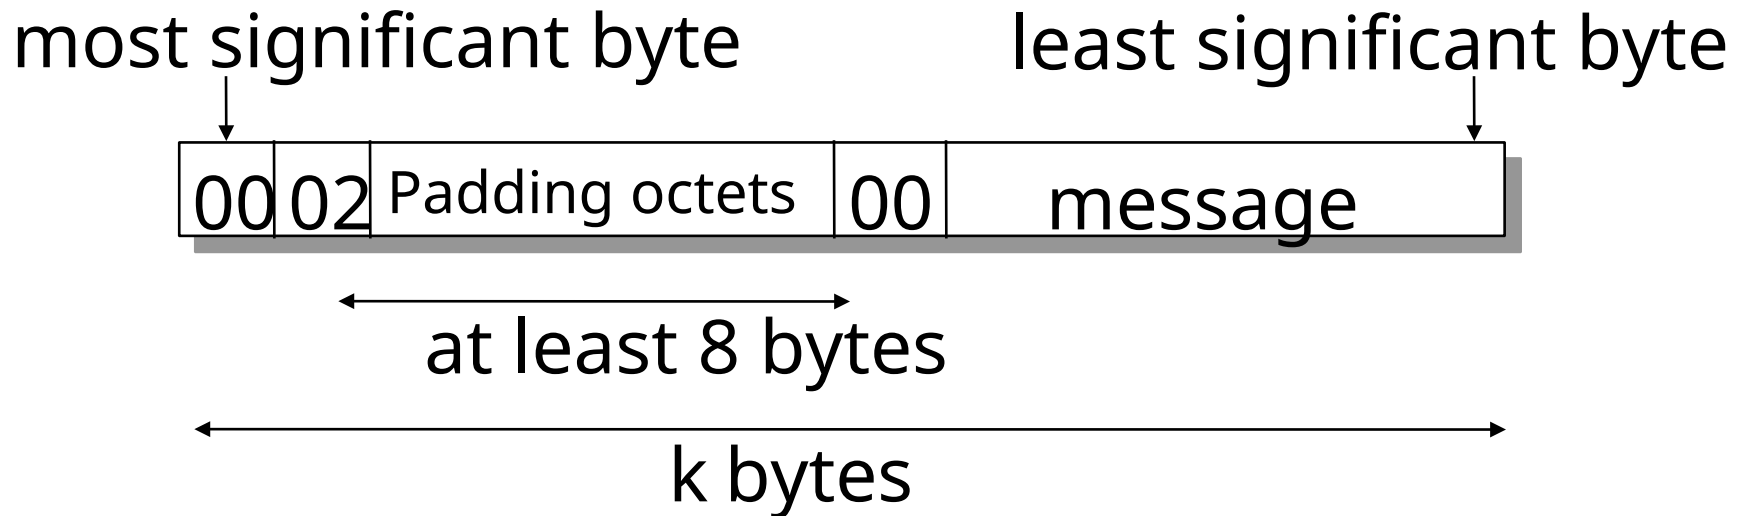 most significant byte least significant byte
00 02 Padding octets 00 message
at least 8 bytes
k bytes